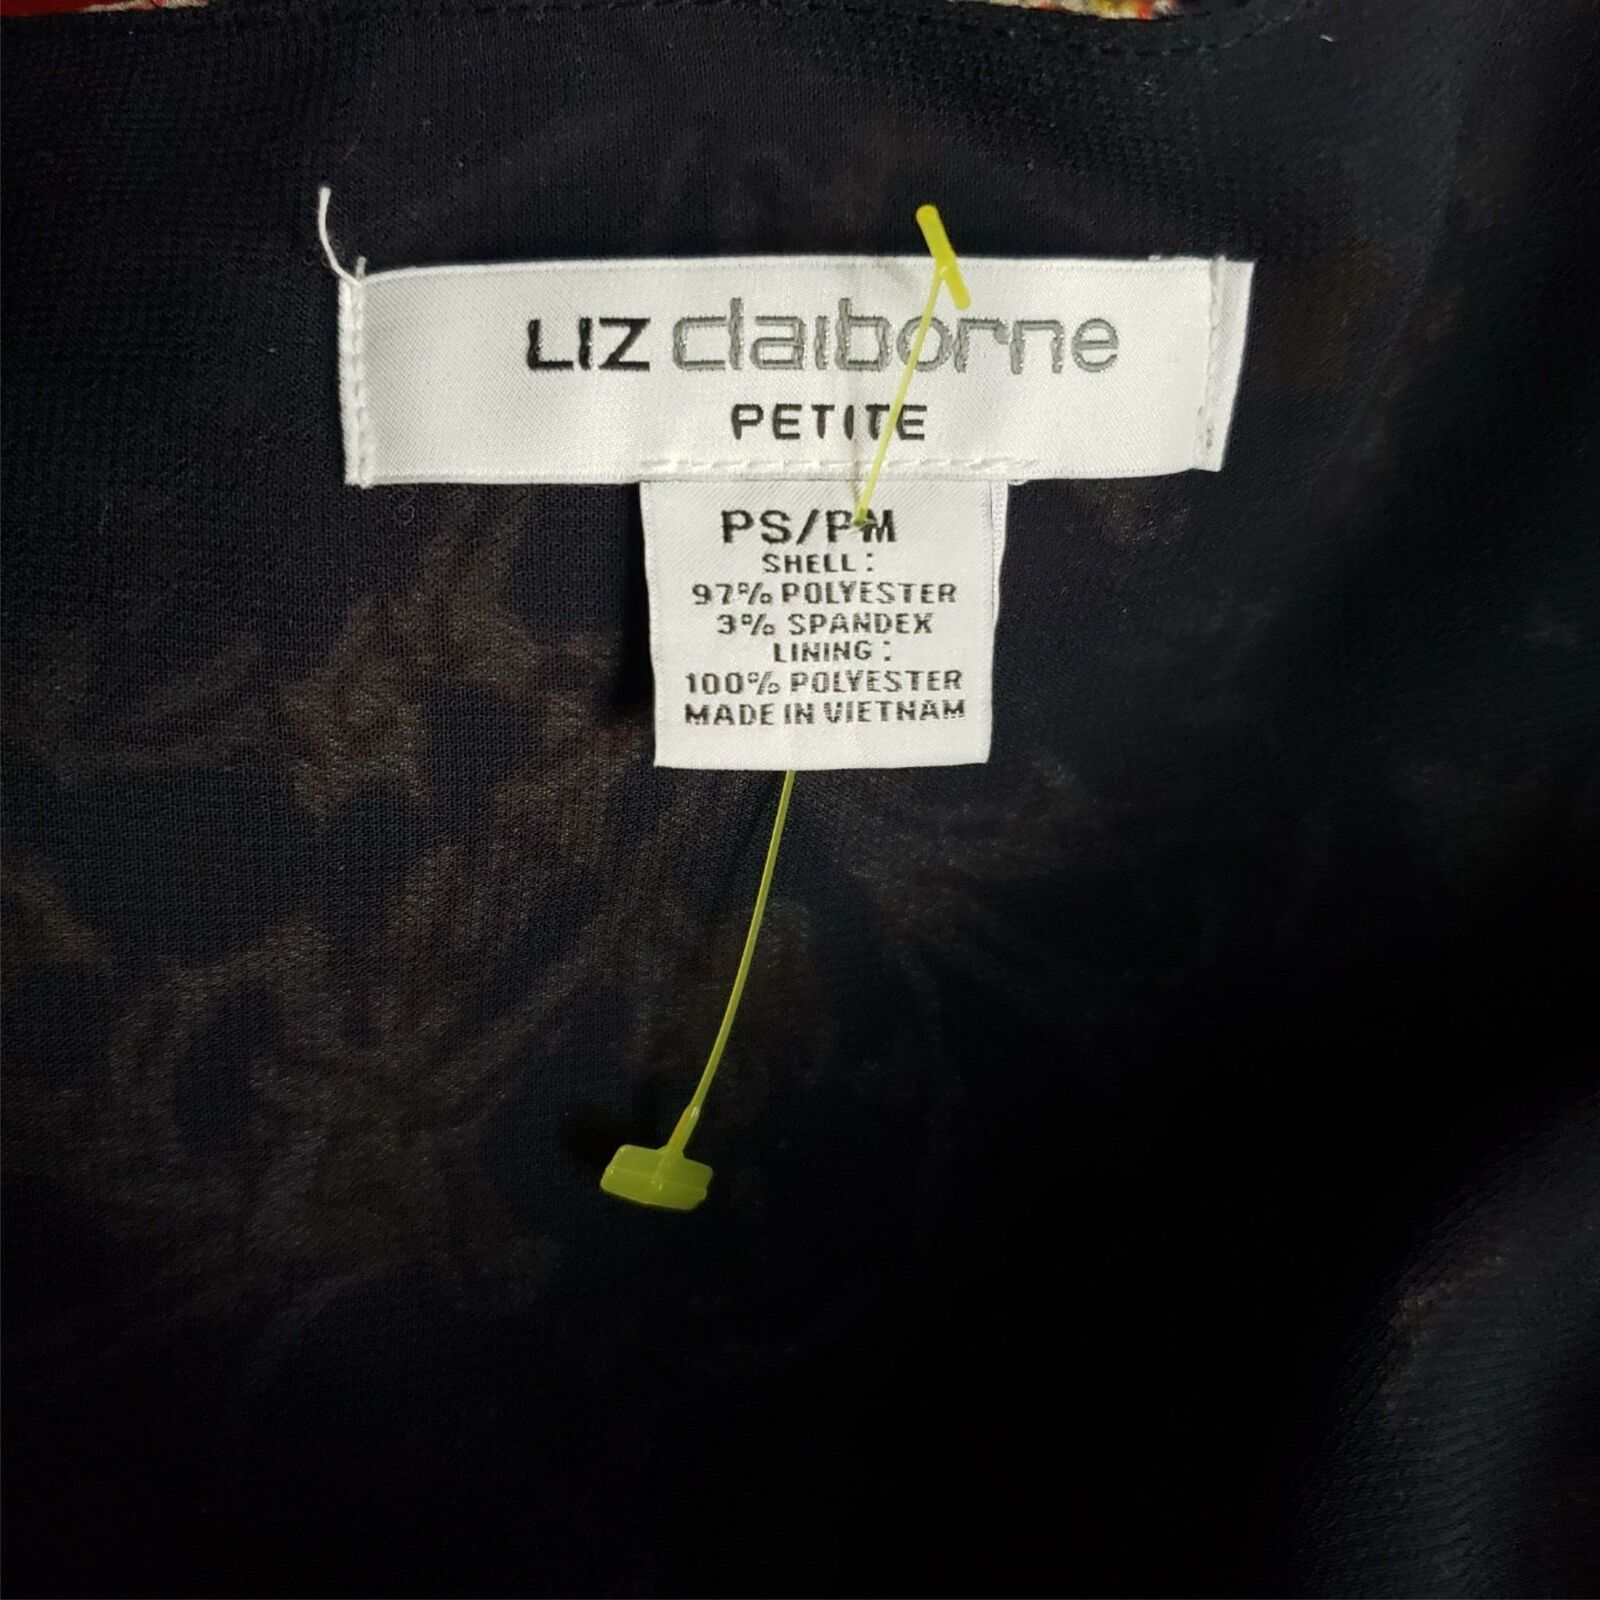 LIZ claiborne
PETITE
PS/PM
SHELL:
97% POLYESTER
3% SPANDEX
LINING:
100% POLYESTER
MADE IN VIETNAM